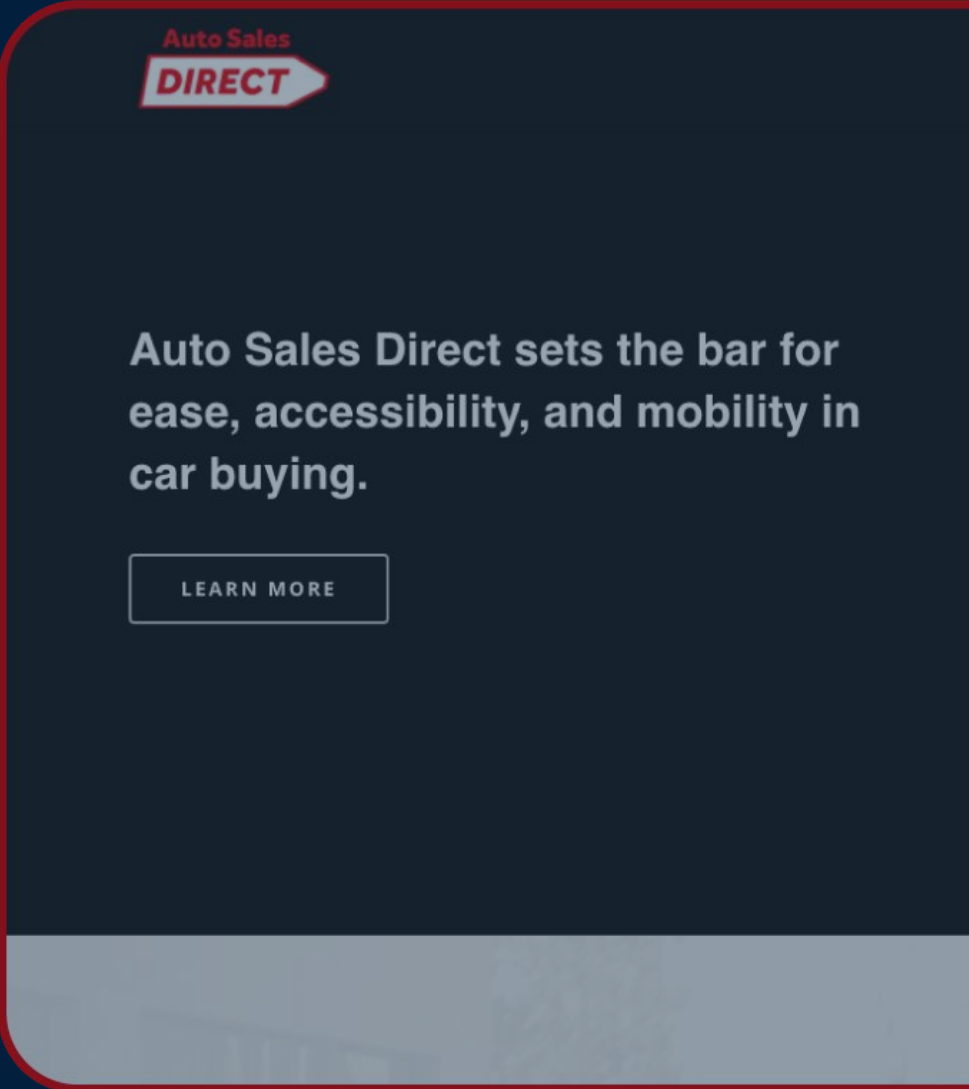 Auto Sales
DIRECT
Auto Sales Direct sets the bar for
ease, accessibility, and mobility in
car buying.
LEARN MORE